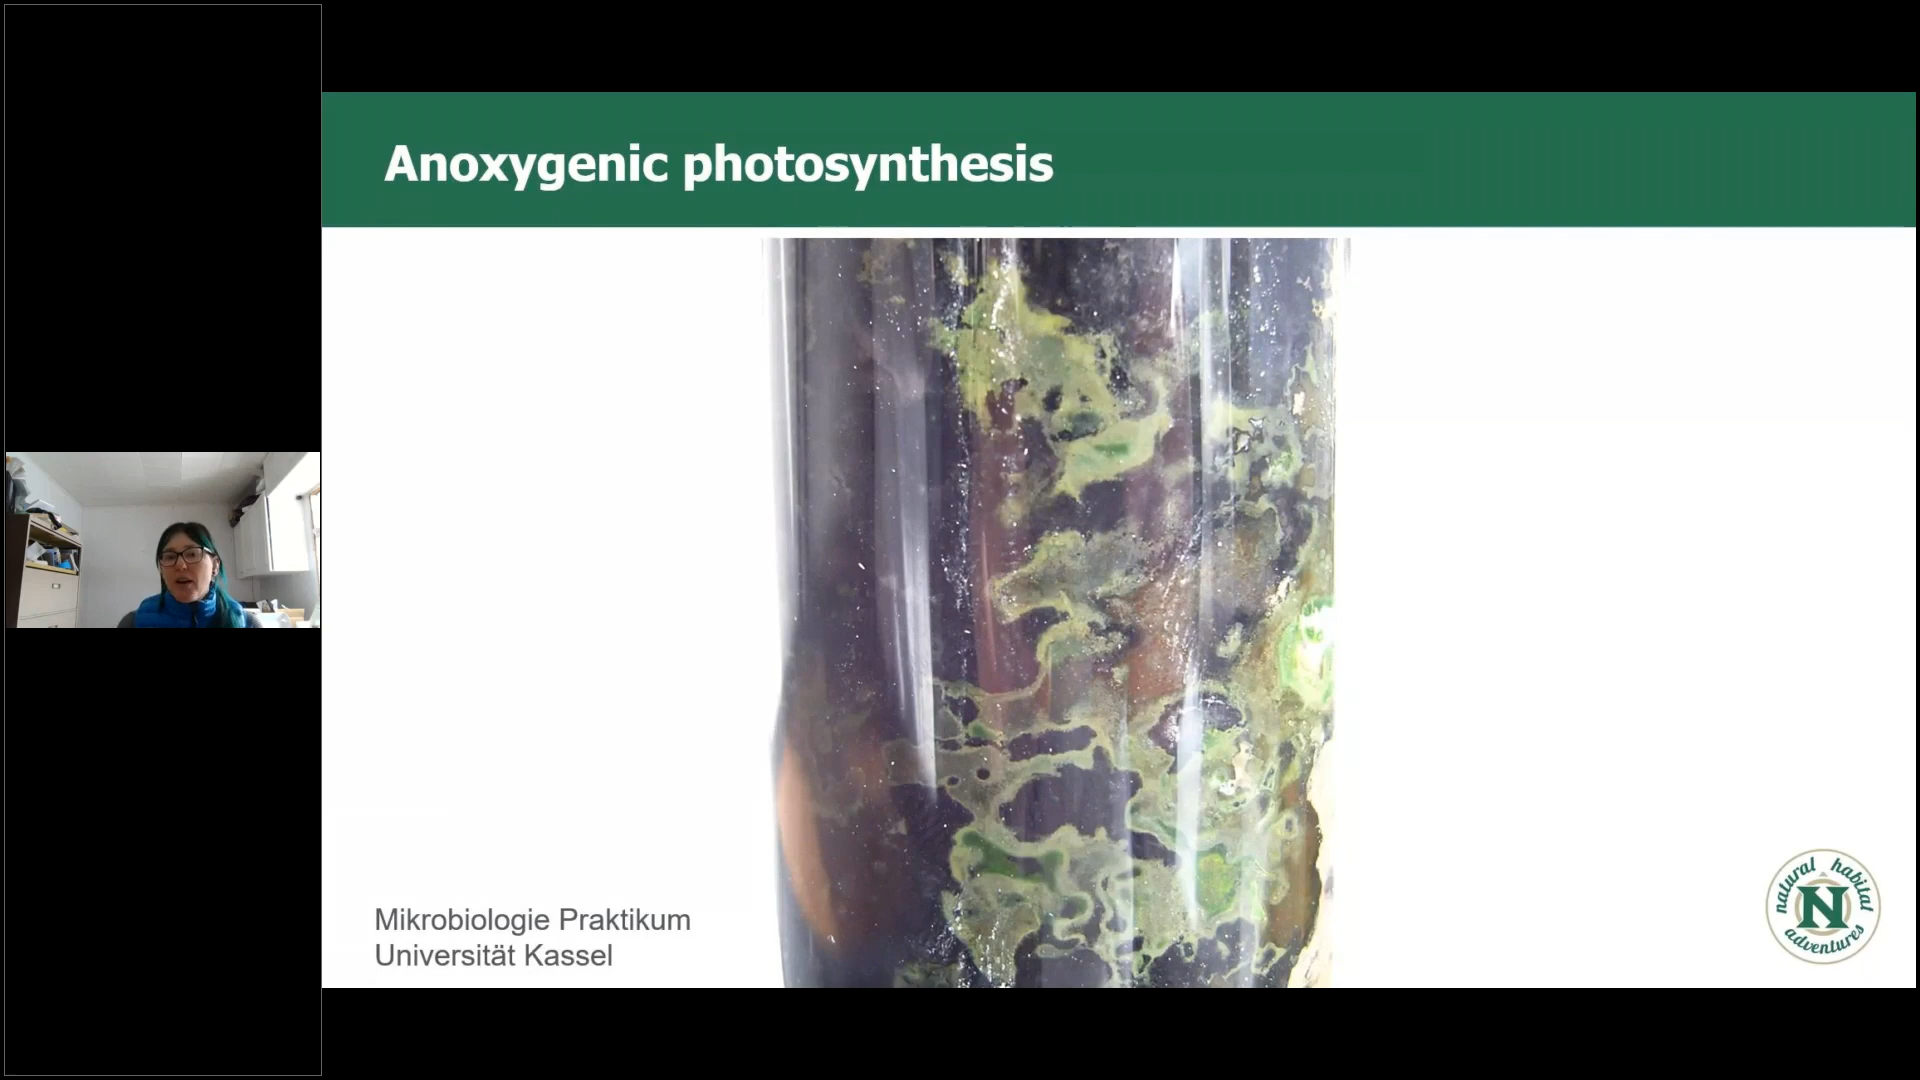 Anoxygenic photosynthesis
Mikrobiologie Praktikum
Universität Kassel
natural habitat
N
adventures